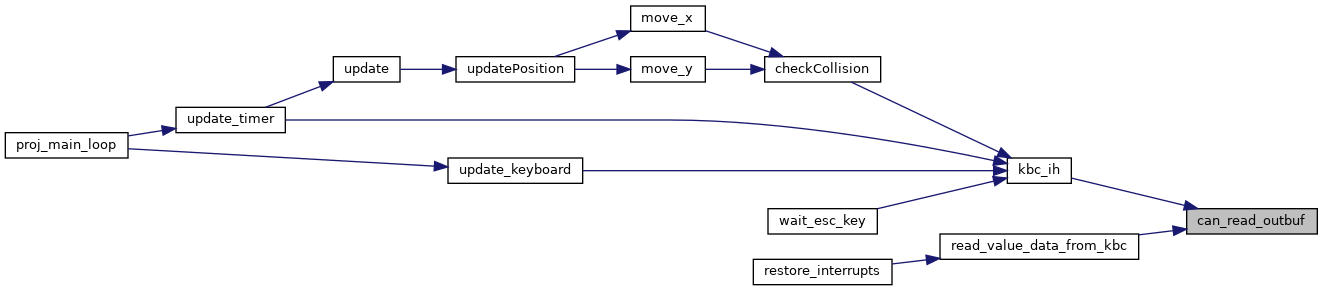 move_x
update
updatePosition
move_y
checkCollision
update_timer
proj_main_loop
update_keyboard
kbc_ih
wait_esc_key
can_read_outbuf
read_value_data_from_kbc
restore_interrupts